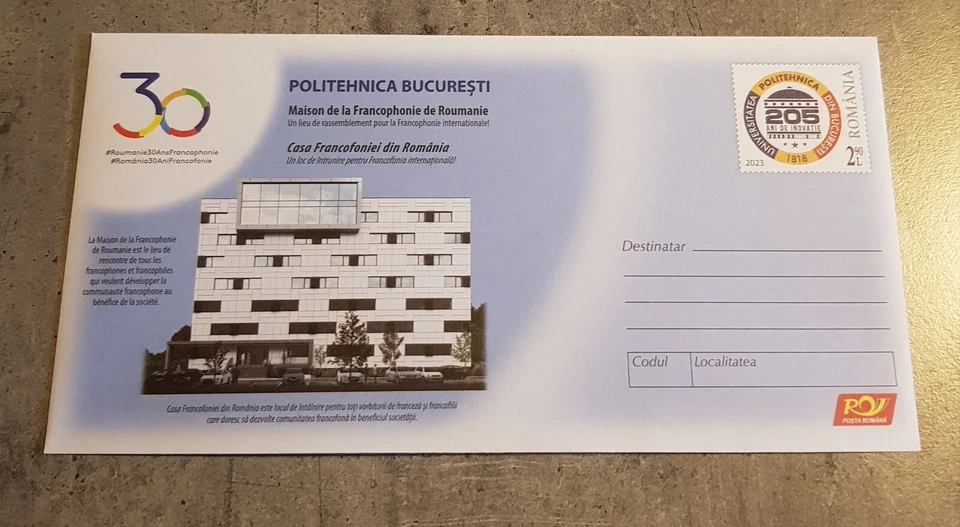 30
#Roumanie30AnsFrancophonie
#România30AniFrancofonie
POLITEHNICA BUCUREȘTI
Maison de la Francophonie de Roumanie
Un lieu de rassemblement pour la Francophonie internationale!
Casa Francofoniei din România
Un loc de întrunire pentru Francofonia internațională!
La Maison de la Francophonie
de Roumanie est le lieu de
rencontre de tous les
francophones et francophiles
qui veulent développer la
communauté francophone au
bénéfice de la société.
Casa Francofoniei din România este locul de întâlnire pentru toți vorbitorii de franceză și francofilii
care doresc să dezvolte comunitatea francofonă în beneficiul societății.
UNIVERSITATEA POLITEHNICA DIN BUCUREȘTI
205
ANI DE INOVAȚIE
1818
2023
ROMÂNIA
2.90 L
Destinatar
Codul
Localitatea
POȘTA ROMÂNĂ